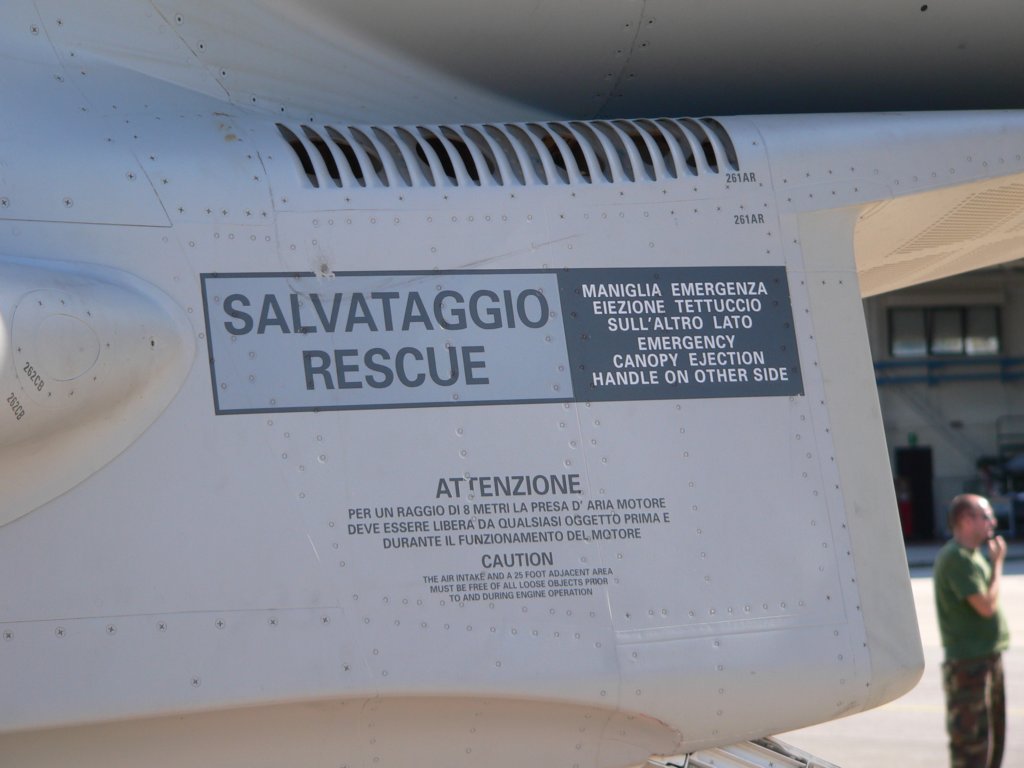 261AR
261AR
SALVATAGGIO
RESCUE
MANIGLIA EMERGENZA
EIEZIONE TETTUCCIO
SULL'ALTRO LATO
EMERGENCY
CANOPY EJECTION
HANDLE ON OTHER SIDE
262CB
262CB
ATTENZIONE
PER UN RAGGIO DI 8 METRI LA PRESA D' ARIA MOTORE
DEVE ESSERE LIBERA DA QUALSIASI OGGETTO PRIMA E
DURANTE IL FUNZIONAMENTO DEL MOTORE
CAUTION
THE AIR INTAKE AND A 25 FOOT ADJACENT AREA
MUST BE FREE OF ALL LOOSE OBJECTS PRIOR
TO AND DURING ENGINE OPERATION